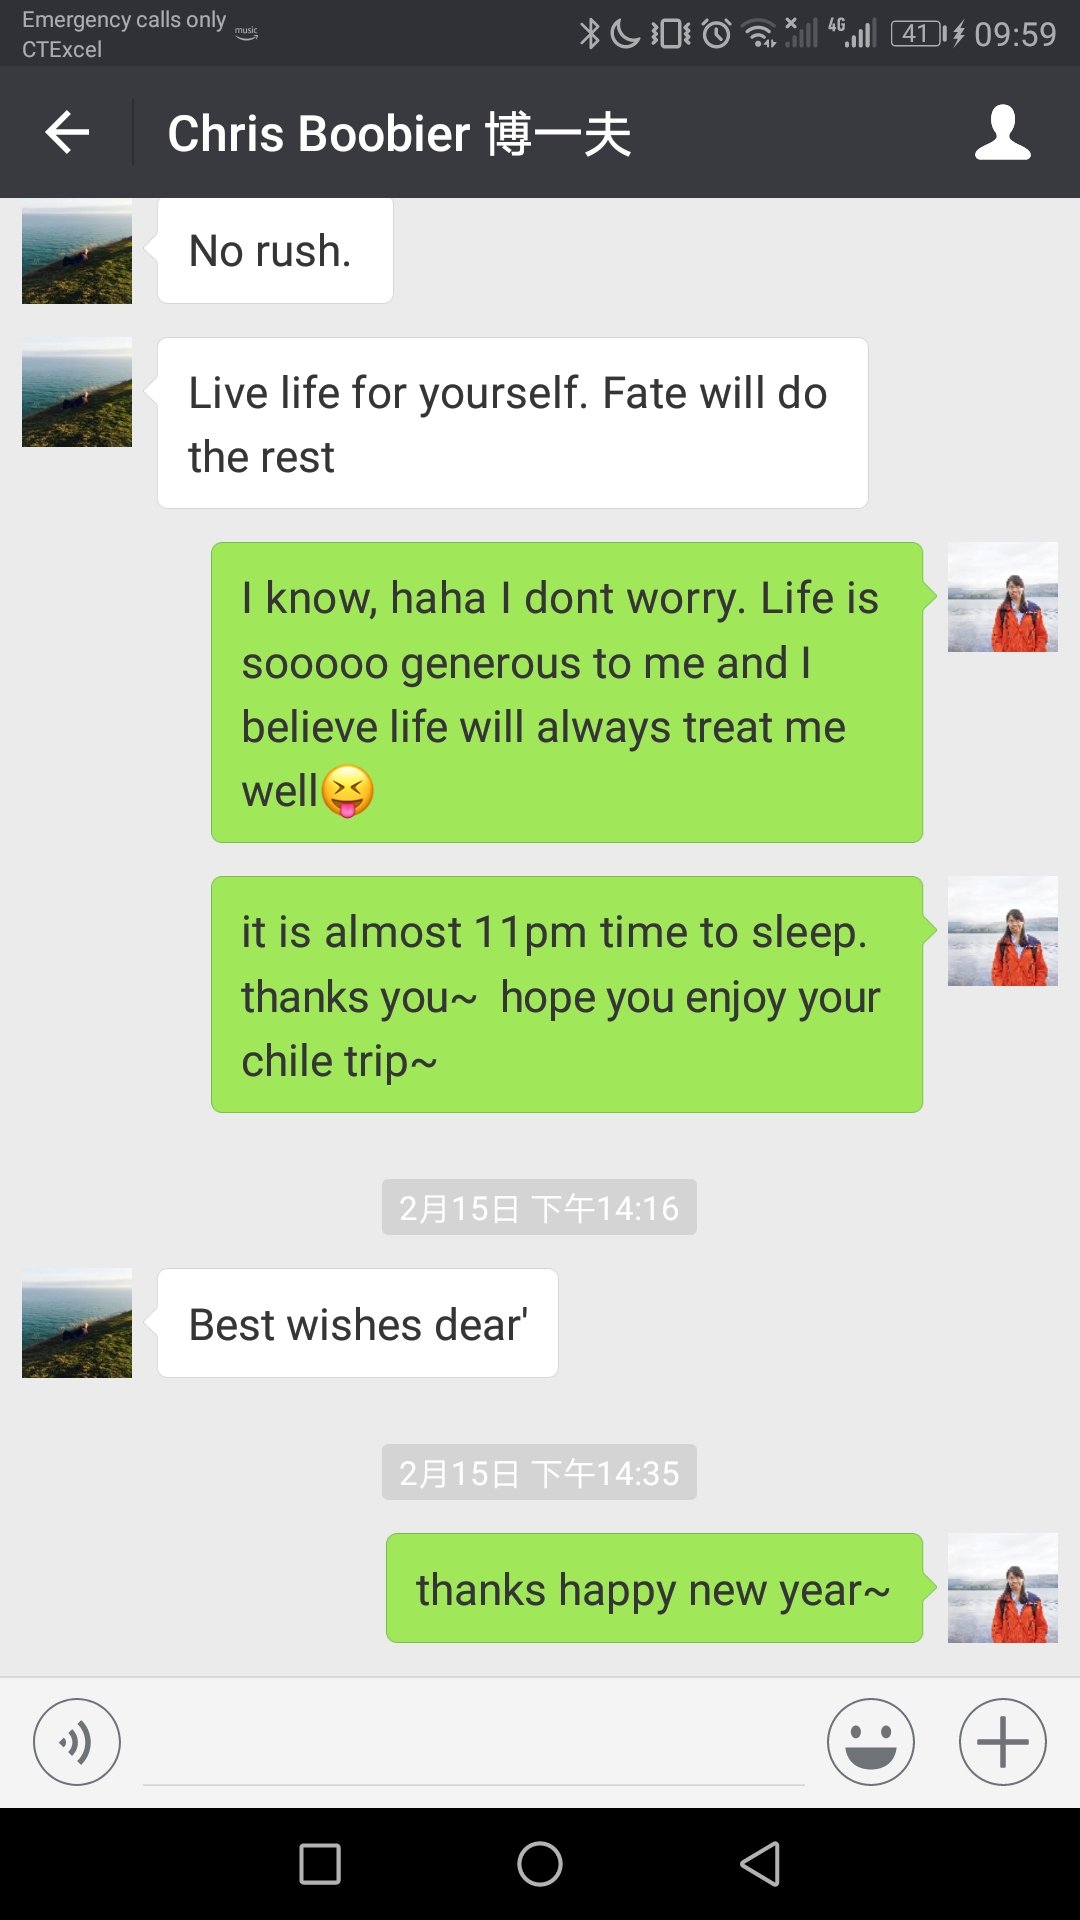 Emergency calls only
CTExcel
music
4G
41
09:59
Chris Boobier 博一夫
No rush.
Live life for yourself. Fate will do
the rest
I know, haha I dont worry. Life is
sooooo generous to me and I
believe life will always treat me
well😝
it is almost 11pm time to sleep.
thanks you~  hope you enjoy your
chile trip~
2月15日 下午14:16
Best wishes dear'
2月15日 下午14:35
thanks happy new year~